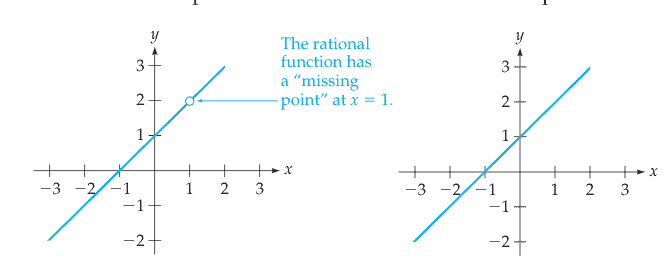 y
The rational
function has
a "missing
point" at x = 1.
3
2
1
−3 −2 −1 1 2 3 x
−1
−2
y
3
2
1
−3 −2 −1 1 2 3 x
−1
−2